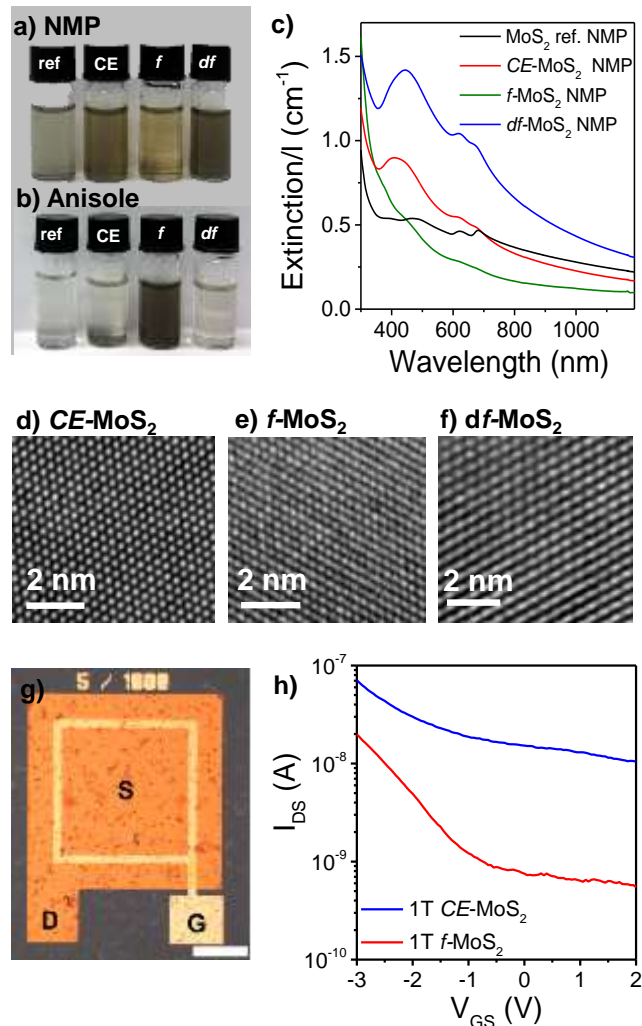 a) NMP
ref CE f df
b) Anisole
ref CE f df
c)
MoS₂ ref. NMP
CE-MoS₂ NMP
f-MoS₂ NMP
df-MoS₂ NMP
Extinction/l (cm⁻¹)
1.5
1.0
0.5
0.0
400 600 800 1000
Wavelength (nm)
d) CE-MoS₂
2 nm
e) f-MoS₂
2 nm
f) df-MoS₂
2 nm
g)
5 / 1000
S
D
G
h)
I_DS (A)
10⁻⁷
10⁻⁸
10⁻⁹
10⁻¹⁰
1T CE-MoS₂
1T f-MoS₂
-3 -2 -1 0 1 2
V_GS (V)